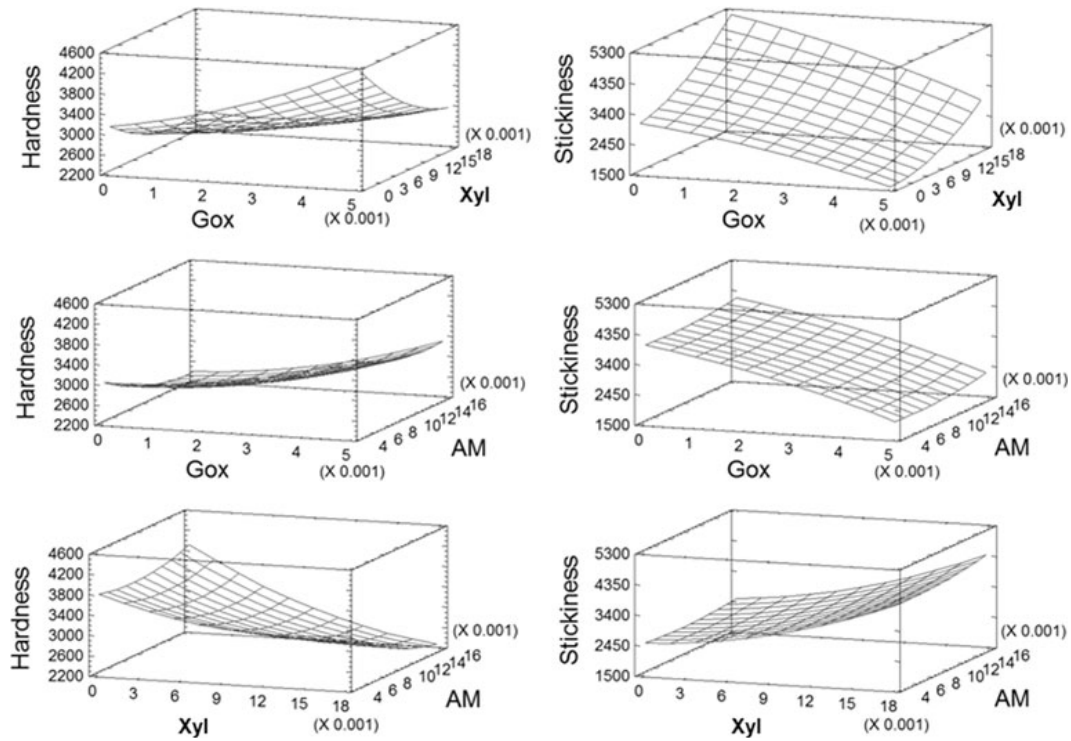 Hardness
4600
4200
3800
3400
3000
2600
2200
0 1 2 3 4 5
Gox
(X 0.001)
0 3 6 9 12 15 18
(X 0.001)
Xyl
Stickiness
5300
4350
3400
2450
1500
0 1 2 3 4 5
Gox
(X 0.001)
0 3 6 9 12 15 18
(X 0.001)
Xyl
Hardness
4600
4200
3800
3400
3000
2600
2200
0 1 2 3 4 5
Gox
(X 0.001)
4 6 8 10 12 14 16
(X 0.001)
AM
Stickiness
5300
4350
3400
2450
1500
0 1 2 3 4 5
Gox
(X 0.001)
4 6 8 10 12 14 16
(X 0.001)
AM
Hardness
4600
4200
3800
3400
3000
2600
2200
0 3 6 9 12 15 18
Xyl
(X 0.001)
4 6 8 10 12 14 16
(X 0.001)
AM
Stickiness
5300
4350
3400
2450
1500
0 3 6 9 12 15 18
Xyl
(X 0.001)
4 6 8 10 12 14 16
(X 0.001)
AM